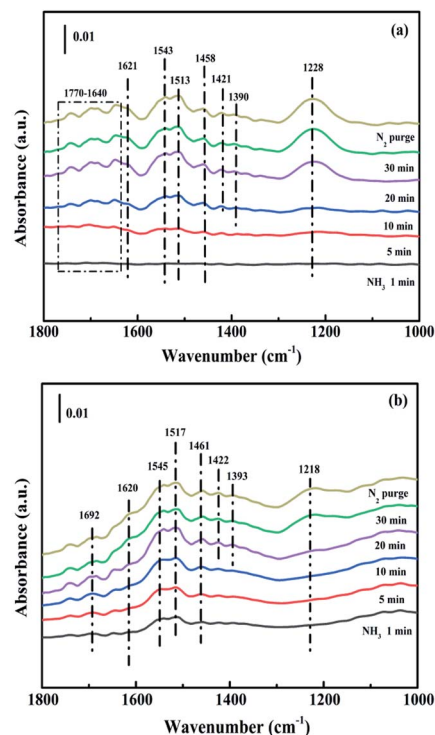 0.01
(a)
1543
1458
1770-1640
1621
1513
1421
1228
1390
N2 purge
30 min
20 min
10 min
5 min
NH3 1 min
Absorbance (a.u.)
1800
1600
1400
1200
1000
Wavenumber (cm-1)
(b)
0.01
1517
1545
1461
1620
1422
1393
1218
1692
N2 purge
30 min
20 min
10 min
5 min
NH3 1 min
Absorbance (a.u.)
1800
1600
1400
1200
1000
Wavenumber (cm-1)